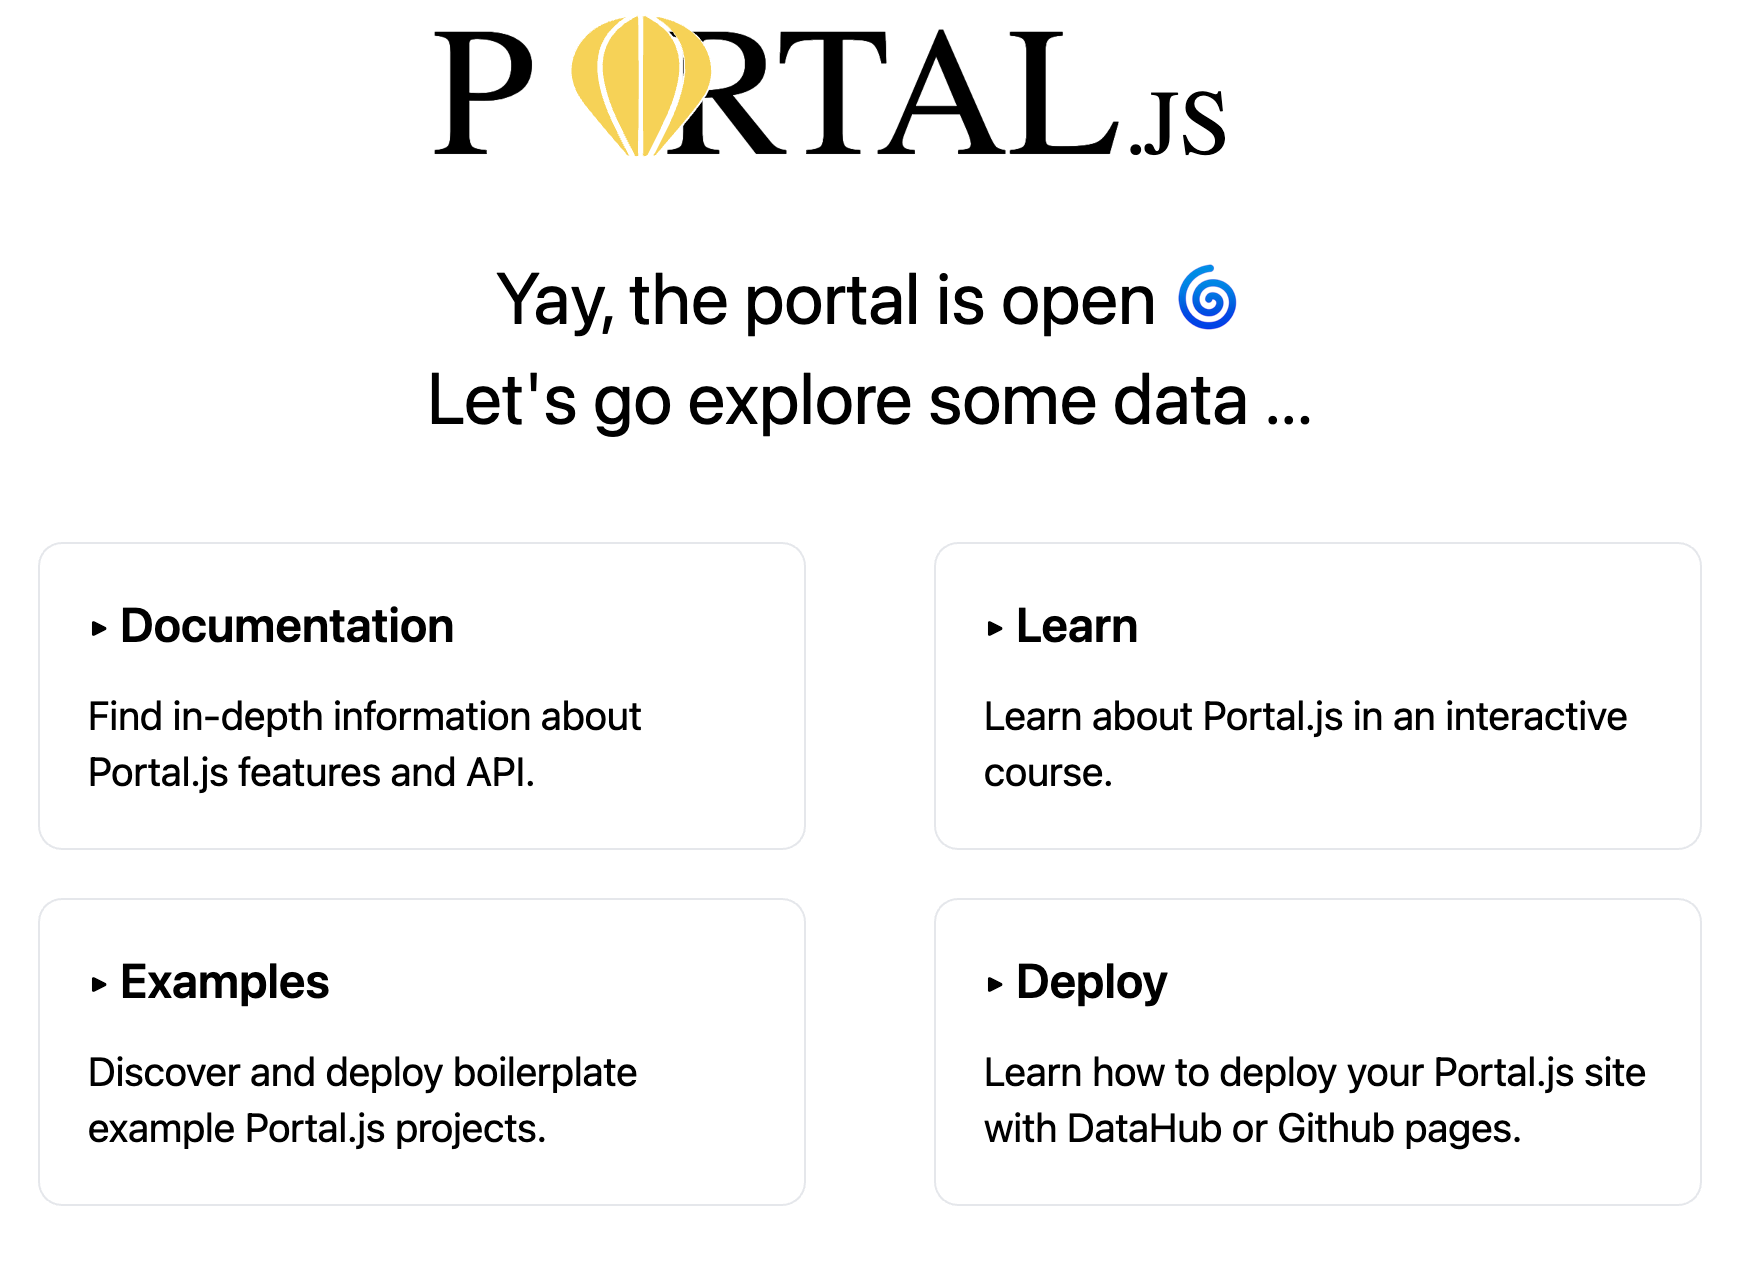 PORTAL.JS
Yay, the portal is open 🌀
Let's go explore some data ...
▸ Documentation
Find in-depth information about
Portal.js features and API.
▸ Learn
Learn about Portal.js in an interactive
course.
▸ Examples
Discover and deploy boilerplate
example Portal.js projects.
▸ Deploy
Learn how to deploy your Portal.js site
with DataHub or Github pages.